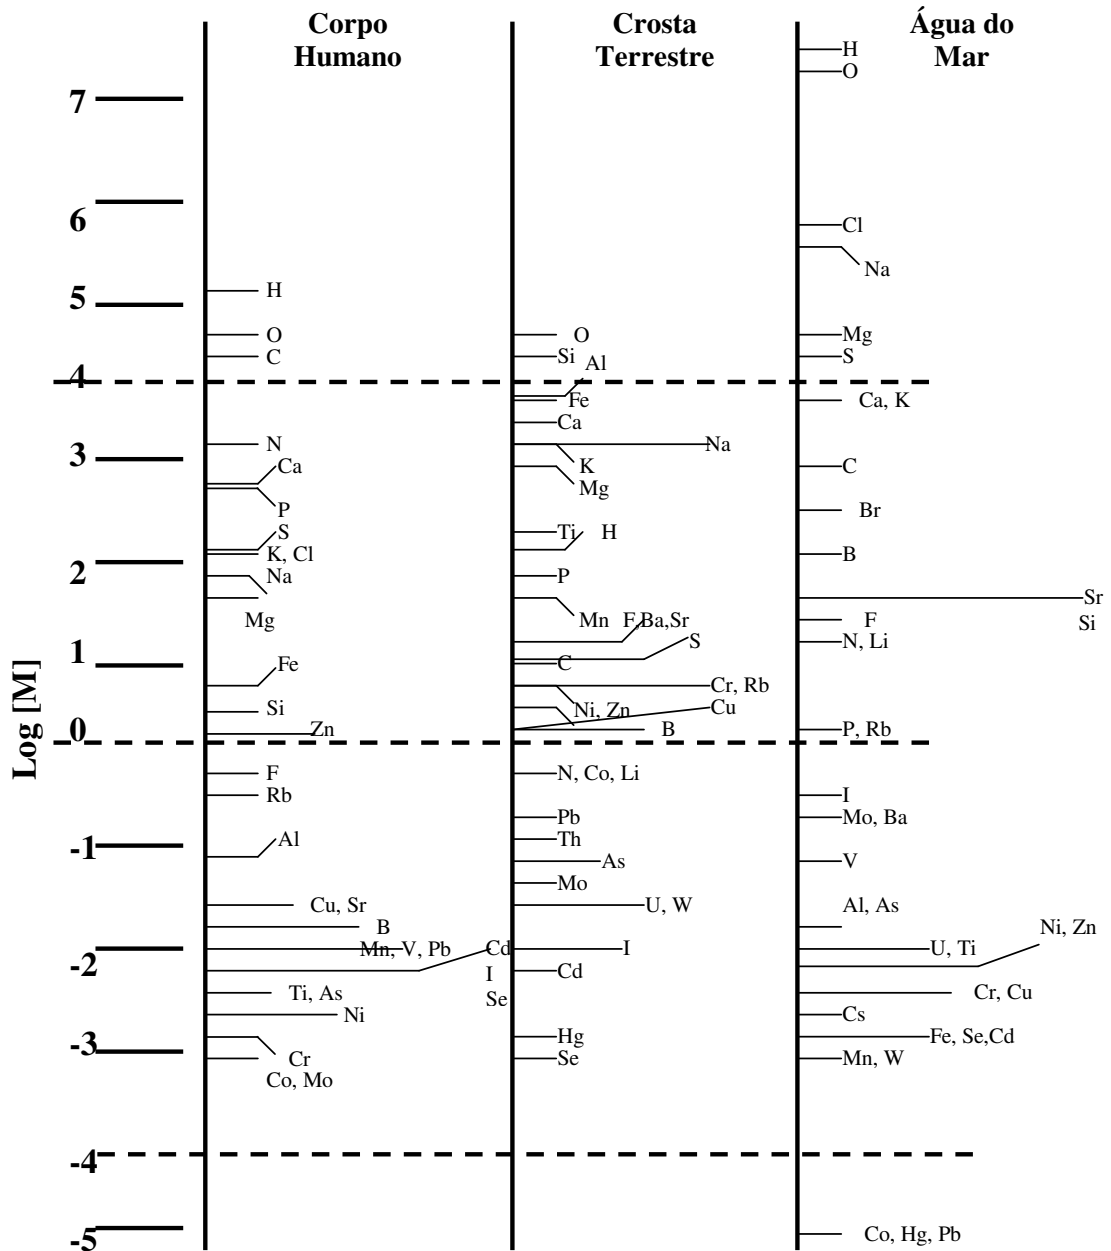 Corpo
Humano
Crosta
Terrestre
Água do
Mar
Log [M]
7
6
5
4
3
2
1
0
-1
-2
-3
-4
-5
H
O
C
N
Ca
P
S
K, Cl
Na
Mg
Fe
Si
Zn
F
Rb
Al
Cu, Sr
B
Mn, V, Pb
Cd
I
Se
Ti, As
Ni
Cr
Co, Mo
O
Si
Al
Fe
Ca
Na
K
Mg
Ti
H
P
Mn
F,Ba,Sr
S
C
Cr, Rb
Ni, Zn
Cu
B
N, Co, Li
Pb
Th
As
Mo
U, W
I
Cd
Hg
Se
H
O
Cl
Na
Mg
S
Ca, K
C
Br
B
Sr
Si
F
N, Li
P, Rb
I
Mo, Ba
V
Al, As
Ni, Zn
U, Ti
Cr, Cu
Cs
Fe, Se,Cd
Mn, W
Co, Hg, Pb